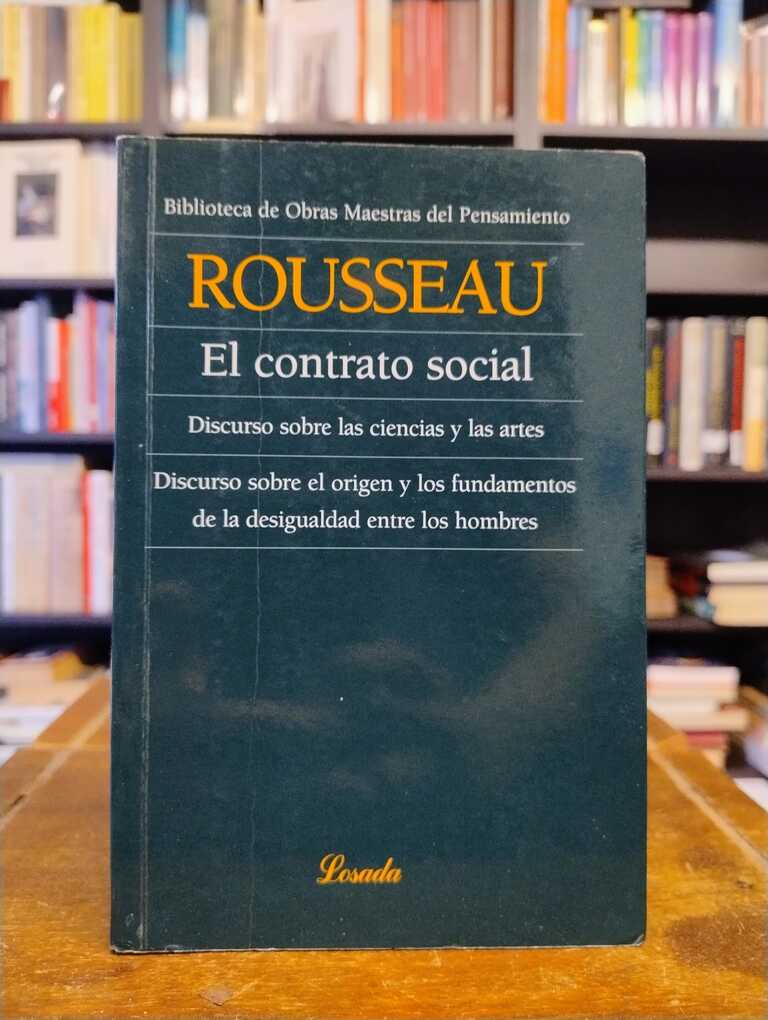 Biblioteca de Obras Maestras del Pensamiento
ROUSSEAU
El contrato social
Discurso sobre las ciencias y las artes
Discurso sobre el origen y los fundamentos
de la desigualdad entre los hombres
Losada